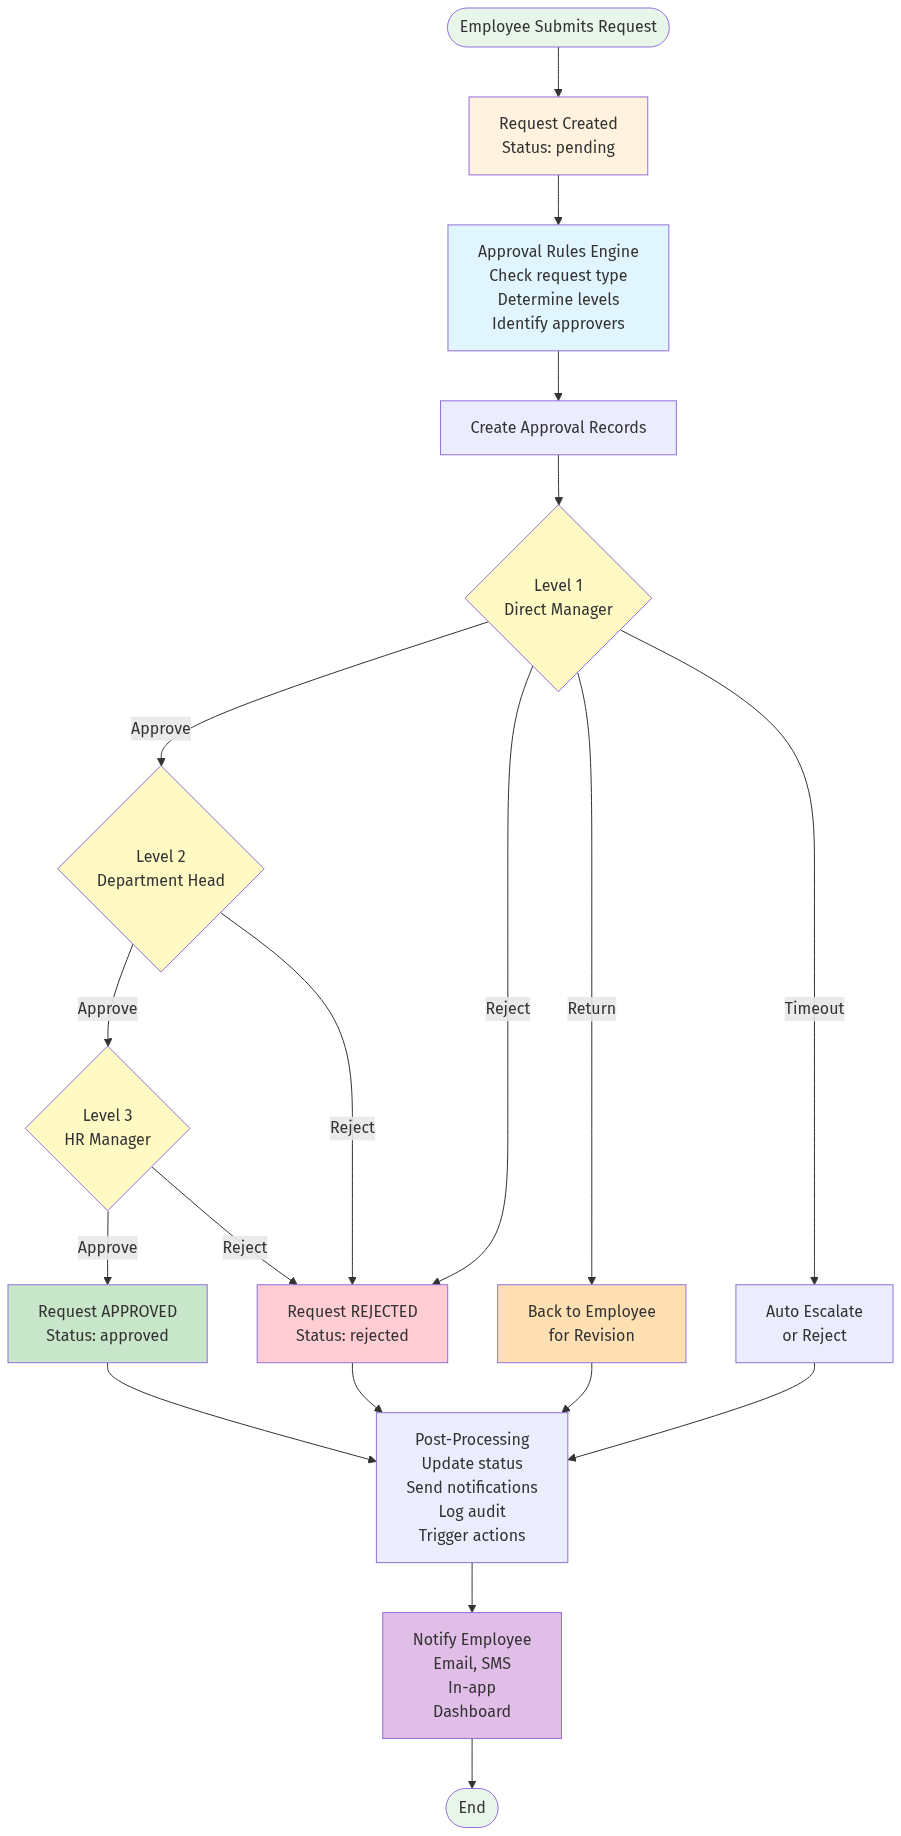 Employee Submits Request
Request Created
Status: pending
Approval Rules Engine
Check request type
Determine levels
Identify approvers
Create Approval Records
Level 1
Direct Manager
Approve
Level 2
Department Head
Approve
Reject
Return
Timeout
Level 3
HR Manager
Reject
Approve
Reject
Request APPROVED
Status: approved
Request REJECTED
Status: rejected
Back to Employee
for Revision
Auto Escalate
or Reject
Post-Processing
Update status
Send notifications
Log audit
Trigger actions
Notify Employee
Email, SMS
In-app
Dashboard
End